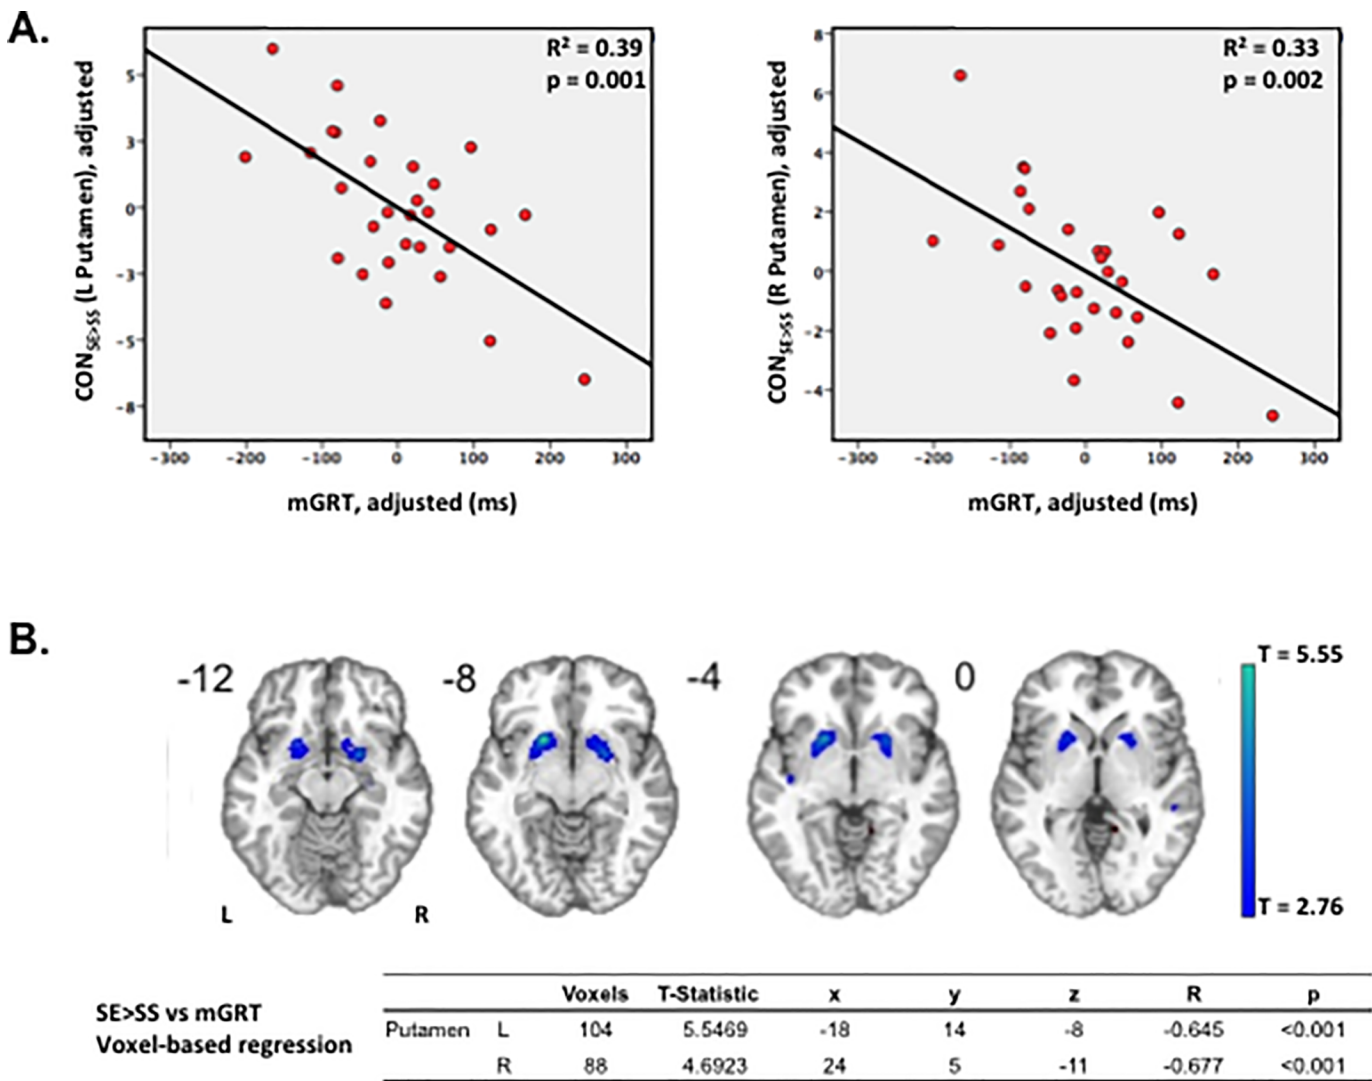 A.
R² = 0.39
p = 0.001
CON_SE>SS (L Putamen), adjusted
5
3
0
-3
-5
-8
-300 -200 -100 0 100 200 300
mGRT, adjusted (ms)
R² = 0.33
p = 0.002
CON_SE>SS (R Putamen), adjusted
8
6
4
2
0
-2
-4
-300 -200 -100 0 100 200 300
mGRT, adjusted (ms)
B.
-12 -8 -4 0
T = 5.55
T = 2.76
L R
SE>SS vs mGRT
Voxel-based regression
Voxels T-Statistic x y z R p
Putamen L 104 5.5469 -18 14 -8 -0.645 <0.001
R 88 4.6923 24 5 -11 -0.677 <0.001